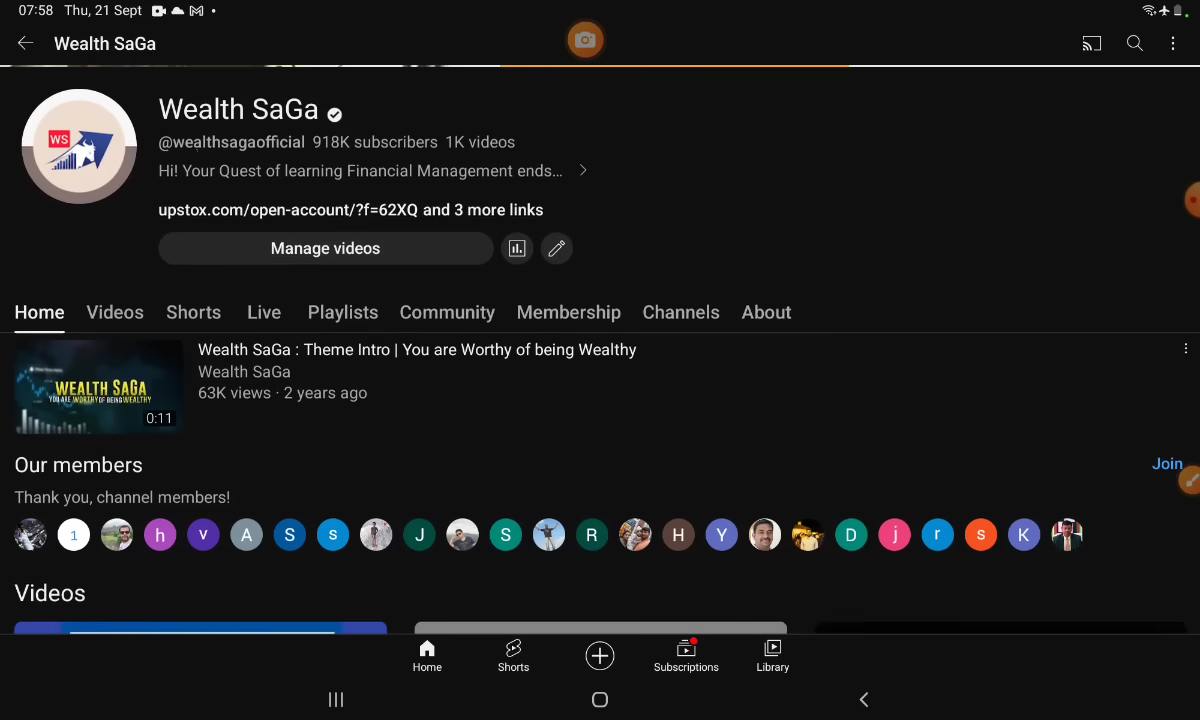 07:58 Thu, 21 Sept
Wealth SaGa
WS
Wealth SaGa
@wealthsagaofficial 918K subscribers 1K videos
Hi! Your Quest of learning Financial Management ends...
upstox.com/open-account/?f=62XQ and 3 more links
Manage videos
Home Videos Shorts Live Playlists Community Membership Channels About
WEALTH SAGA
YOU ARE WORTHY OF BEING WEALTHY
0:11
Wealth SaGa : Theme Intro | You are Worthy of being Wealthy
Wealth SaGa
63K views · 2 years ago
Our members
Join
Thank you, channel members!
1 h v A S s J S R H Y D j r s K
Videos
Home Shorts Subscriptions Library